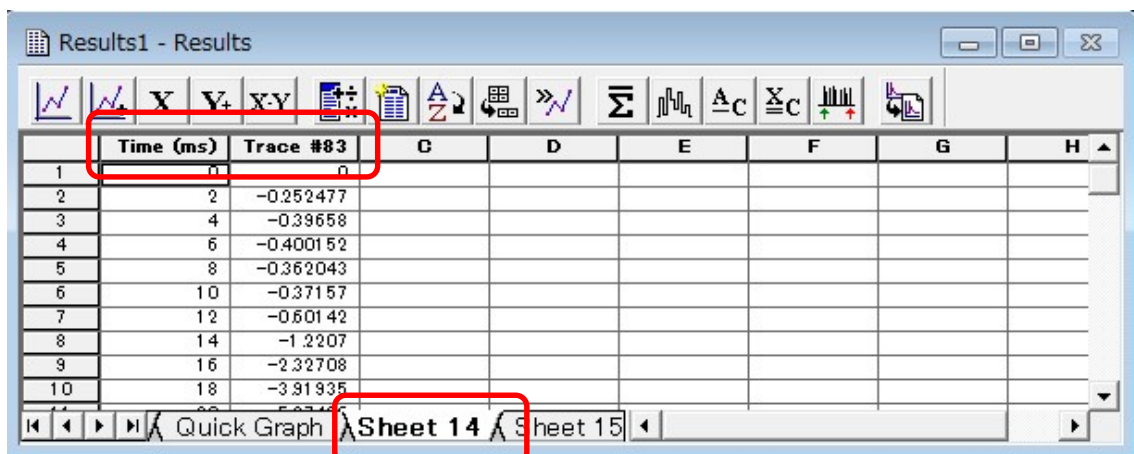 Results1 - Results
X Y+ X-Y A Z Σ A C X C
Time (ms) Trace #83 C D E F G H
1 0 0
2 2 -0.252477
3 4 -0.39658
4 6 -0.400152
5 8 -0.362043
6 10 -0.37157
7 12 -0.60142
8 14 -1.2207
9 16 -2.32708
10 18 -3.91935
Quick Graph Sheet 14 Sheet 15